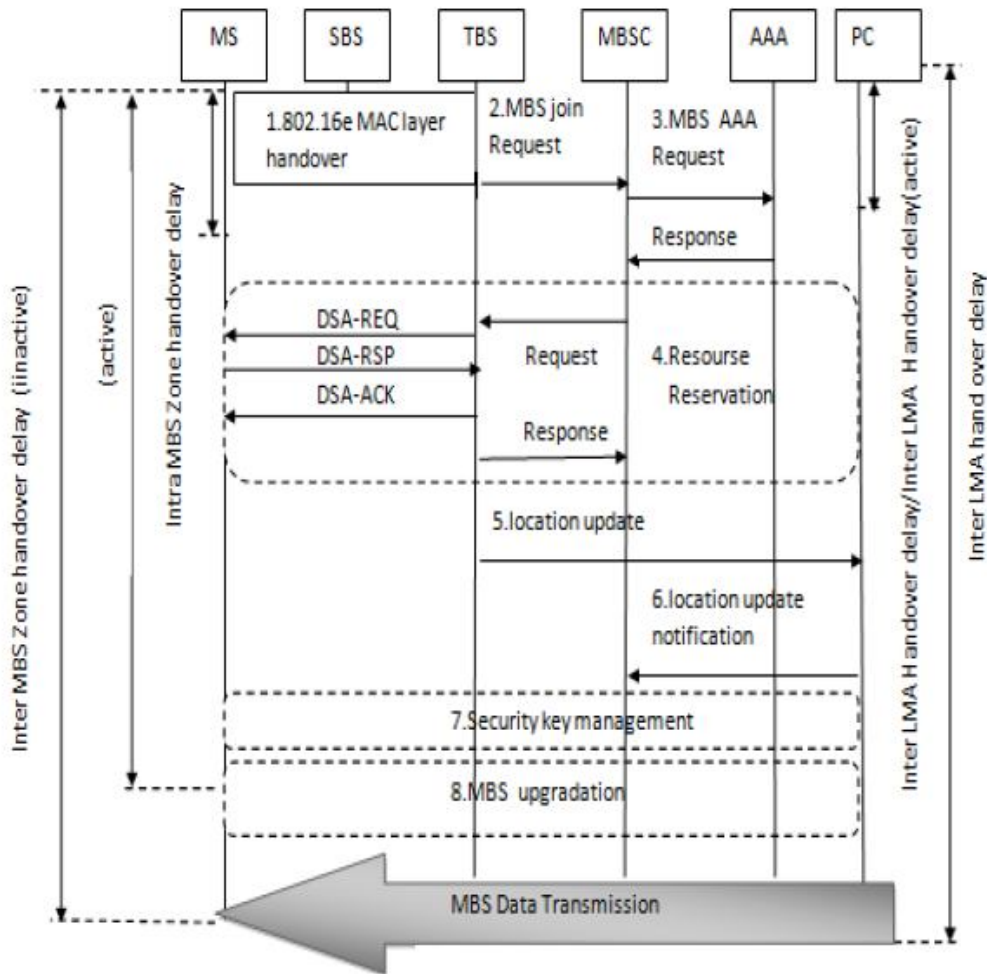 MS
SBS
TBS
MBSC
AAA
PC
1.802.16e MAC layer
handover
2.MBS join
Request
3.MBS AAA
Request
Response
DSA-REQ
DSA-RSP
DSA-ACK
Request
Response
4.Resourse
Reservation
5.location update
6.location update
notification
7.Security key management
8.MBS upgradation
MBS Data Transmission
Inter MBS Zone handover delay (iinactive)
(active)
Intra MBS Zone handover delay
Inter LMA H Handover delay/Inter LMA H Handover delay(active)
Inter LMA hand over delay